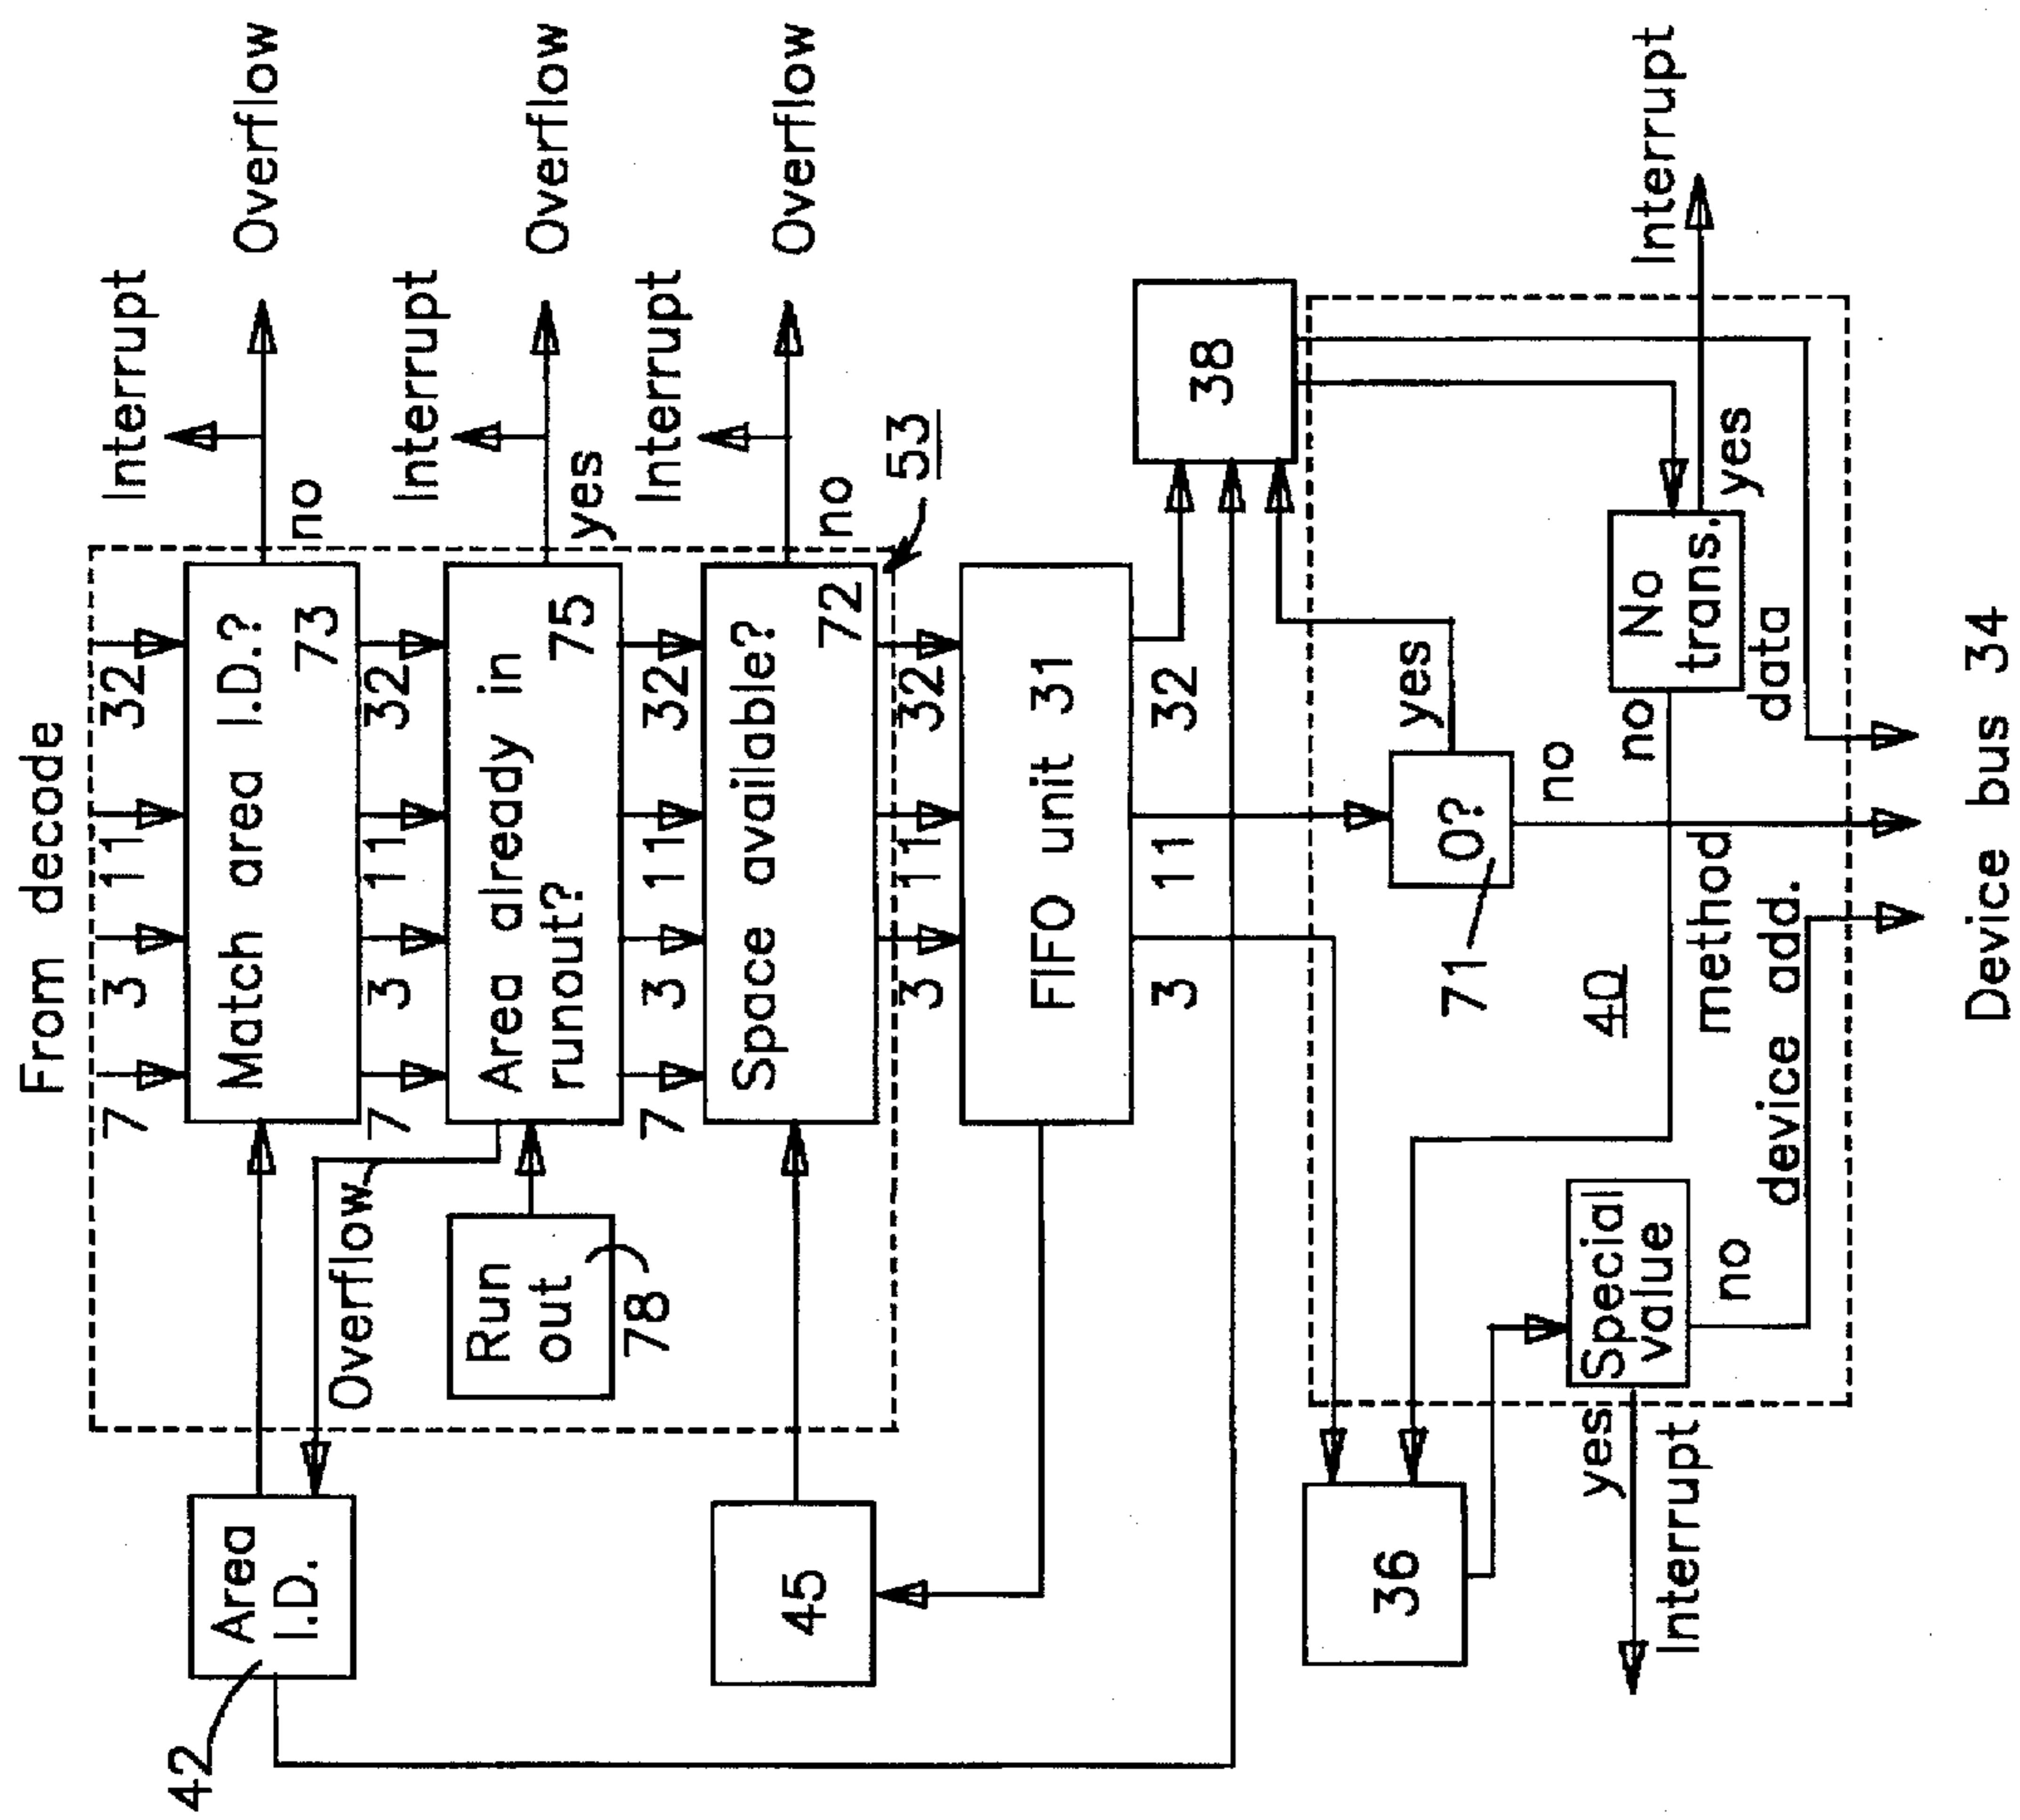 From decode
7 3 11 32
Interrupt
Match area I.D.?
73
no
Overflow
Area
I.D.
42
7 3 11 32
Interrupt
Overflow
Area already in
runout?
75
yes
Overflow
Run
out
78
7 3 11 32
Interrupt
Space available?
72
no
Overflow
53
45
3 11 32
FIFO unit 31
3 11 32
38
36
0?
71
yes
no
40
No
trans.
yes
no
Interrupt
Special
value
yes
no
Interrupt
method
data
device add.
Device bus 34